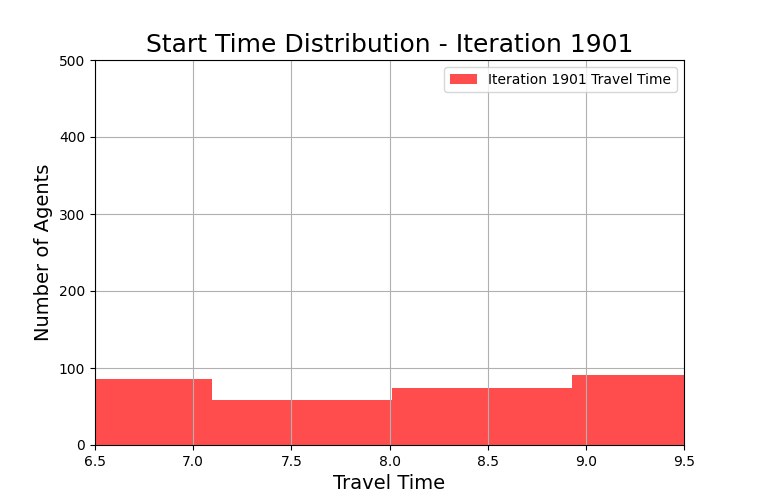 Start Time Distribution - Iteration 1901
Iteration 1901 Travel Time
Number of Agents
500
400
300
200
100
0
6.5 7.0 7.5 8.0 8.5 9.0 9.5
Travel Time